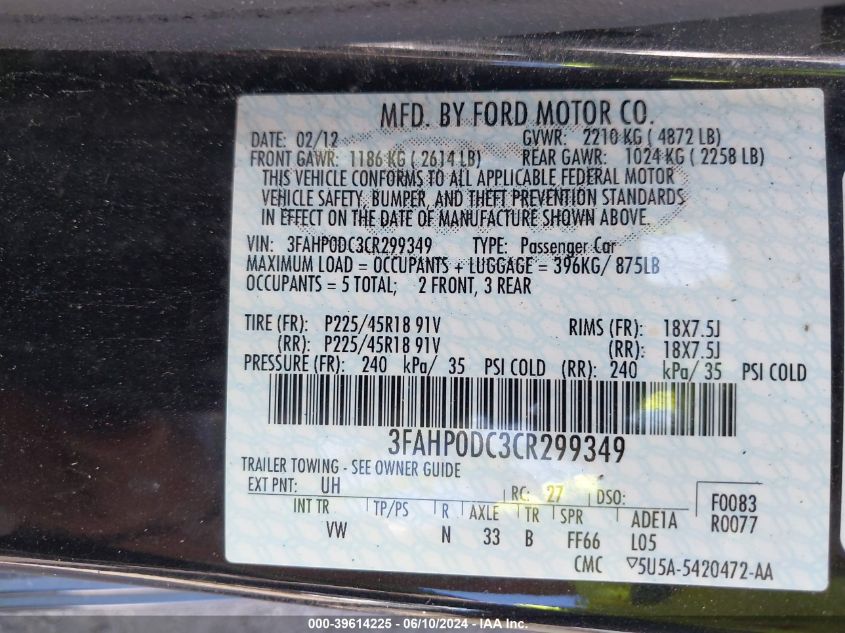 MFD. BY FORD MOTOR CO.
DATE: 02/12 GVWR: 2210 KG ( 4872 LB)
FRONT GAWR: 1186 KG ( 2614 LB) REAR GAWR: 1024 KG ( 2258 LB)
THIS VEHICLE CONFORMS TO ALL APPLICABLE FEDERAL MOTOR
VEHICLE SAFETY, BUMPER, AND THEFT PREVENTION STANDARDS
IN EFFECT ON THE DATE OF MANUFACTURE SHOWN ABOVE.
VIN: 3FAHP0DC3CR299349 TYPE: Passenger Car
MAXIMUM LOAD = OCCUPANTS + LUGGAGE = 396KG/ 875LB
OCCUPANTS = 5 TOTAL; 2 FRONT, 3 REAR
TIRE (FR): P225/45R18 91V RIMS (FR): 18X7.5J
(RR): P225/45R18 91V (RR): 18X7.5J
PRESSURE (FR): 240 kPa/ 35 PSI COLD (RR): 240 kPa/ 35 PSI COLD
3FAHP0DC3CR299349
TRAILER TOWING - SEE OWNER GUIDE
EXT PNT: UH RC: 27 DSO: F0083
INT TR TP/PS R AXLE TR SPR ADE1A R0077
VW N 33 B FF66 L05
CMC ▽5U5A-5420472-AA
000-39614225 - 06/10/2024 - IAA Inc.